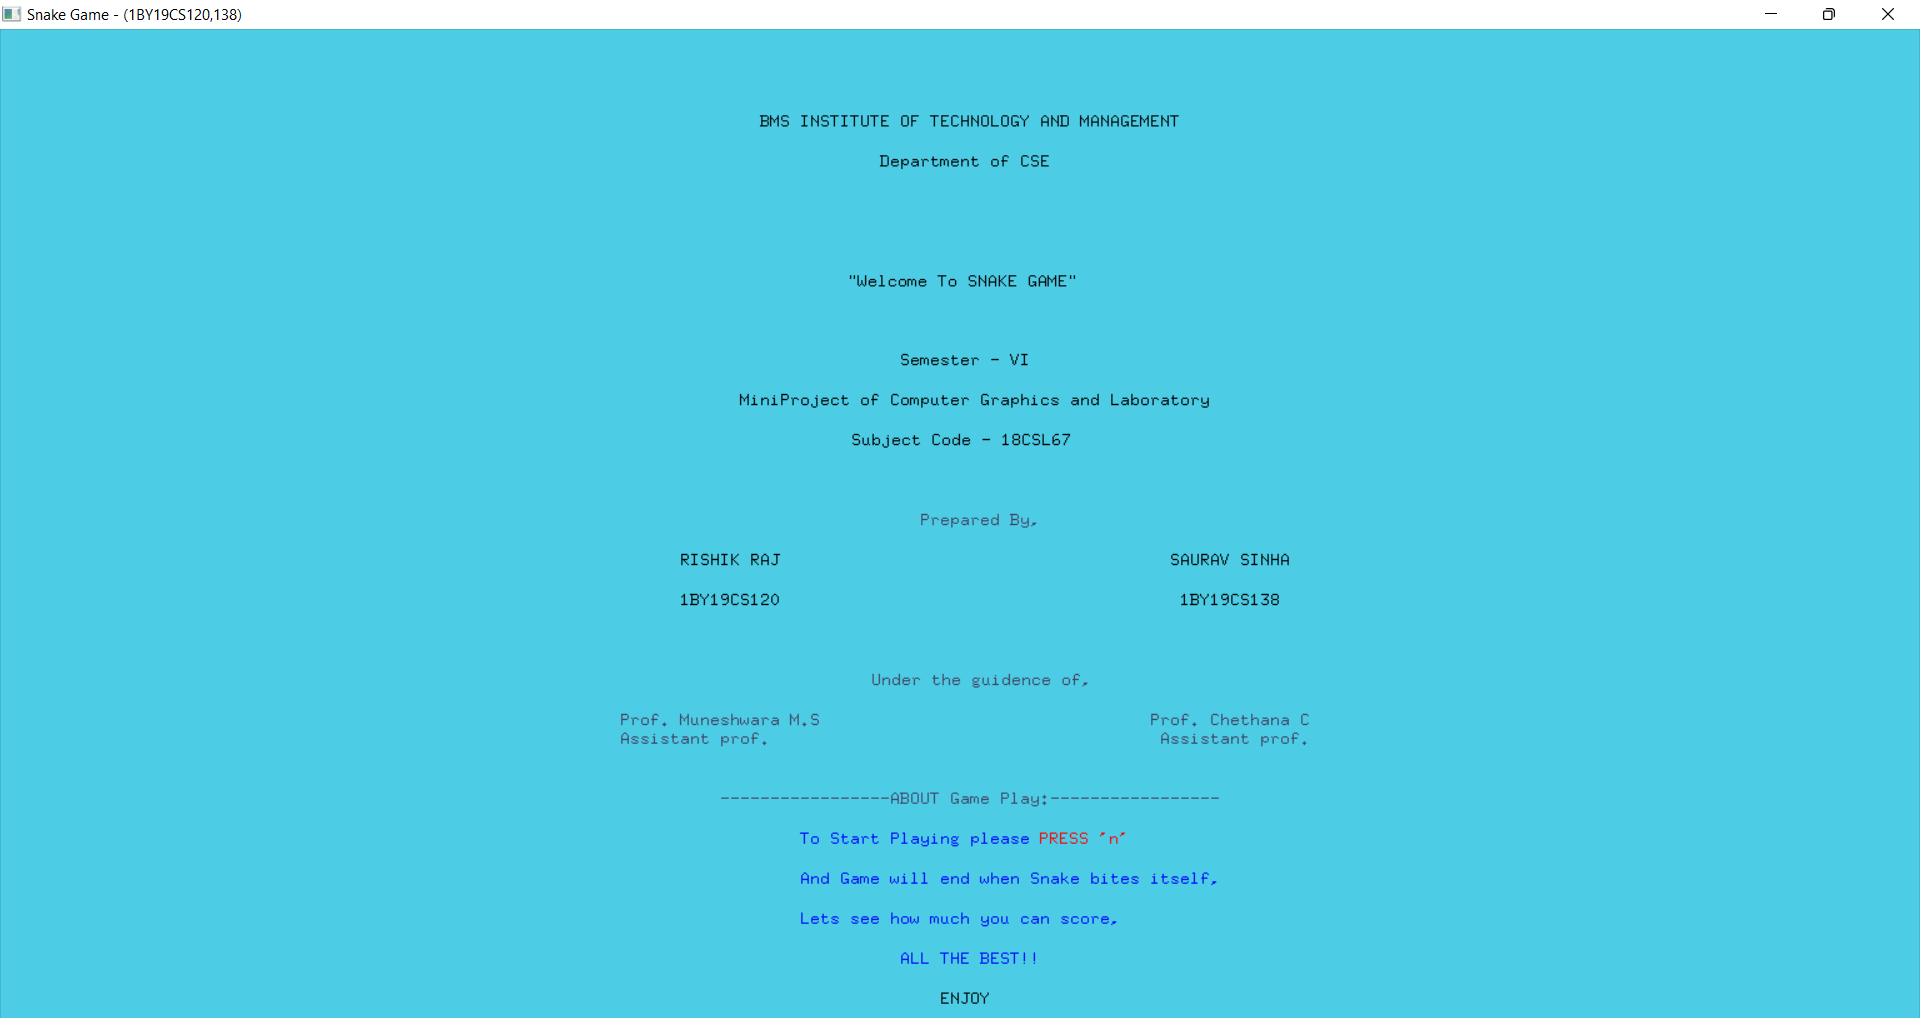 Snake Game - (1BY19CS120,138)
BMS INSTITUTE OF TECHNOLOGY AND MANAGEMENT
Department of CSE
"Welcome To SNAKE GAME"
Semester - VI
MiniProject of Computer Graphics and Laboratory
Subject Code - 18CSL67
Prepared By,
RISHIK RAJ SAURAV SINHA
1BY19CS120 1BY19CS138
Under the guidence of,
Prof. Muneshwara M.S Prof. Chethana C
Assistant prof. Assistant prof.
-----------------ABOUT Game Play:-----------------
To Start Playing please PRESS 'n'
And Game will end when Snake bites itself,
Lets see how much you can score,
ALL THE BEST!!
ENJOY